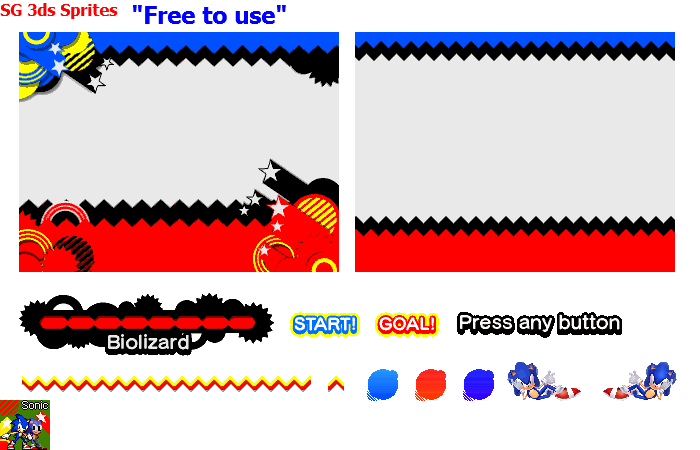 SG 3ds Sprites
"Free to use"
Biolizard
START!
GOAL!
Press any button
Sonic